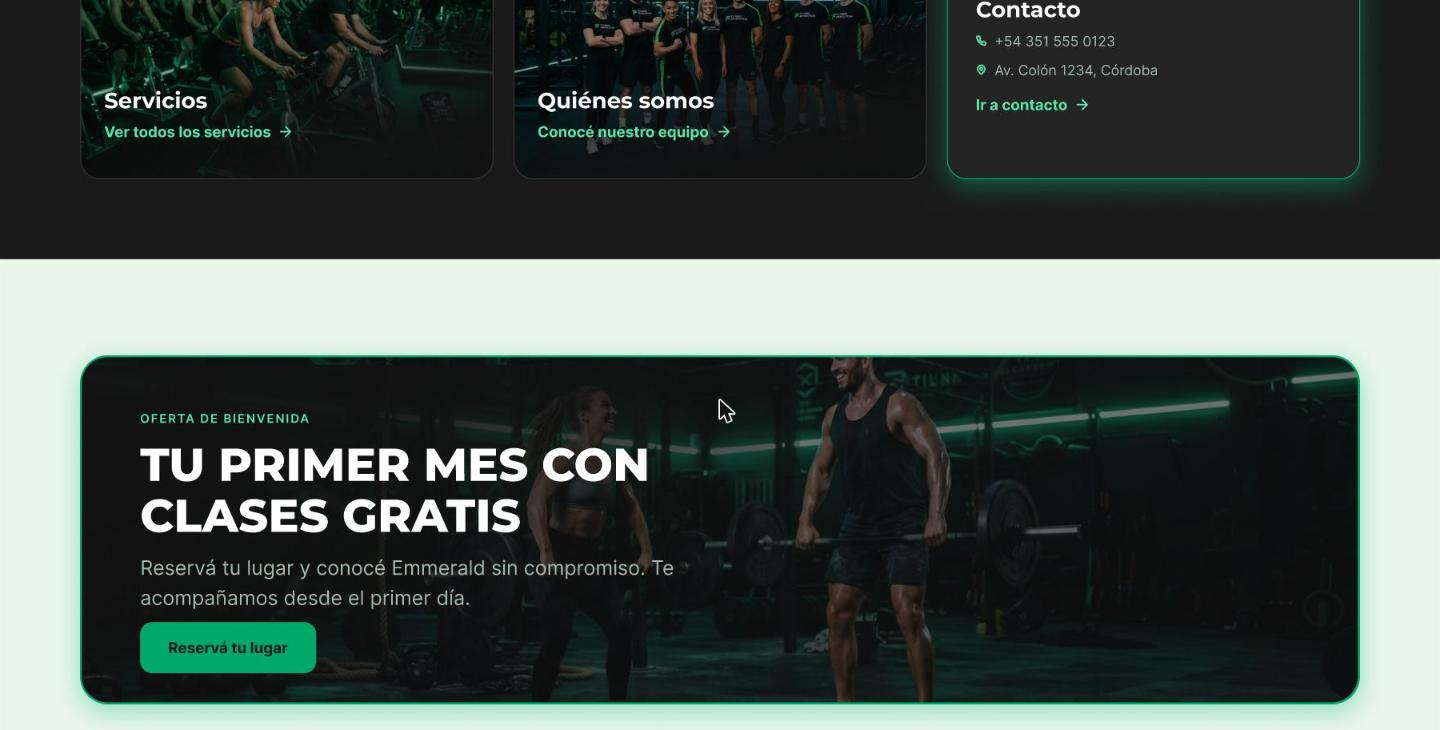 Servicios
Ver todos los servicios →
Quiénes somos
Conocé nuestro equipo →
Contacto
+54 351 555 0123
Av. Colón 1234, Córdoba
Ir a contacto →
OFERTA DE BIENVENIDA
TU PRIMER MES CON
CLASES GRATIS
Reservá tu lugar y conocé Emmerald sin compromiso. Te
acompañamos desde el primer día.
Reservá tu lugar